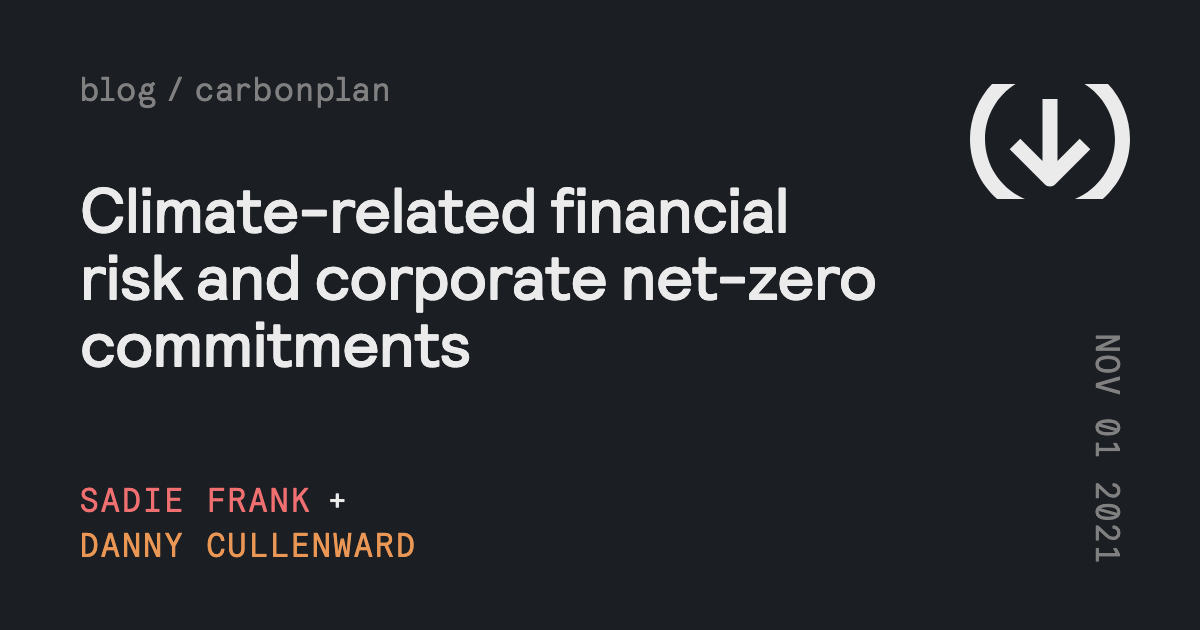 blog / carbonplan
Climate-related financial
risk and corporate net-zero
commitments
SADIE FRANK +
DANNY CULLENWARD
NOV 01 2021